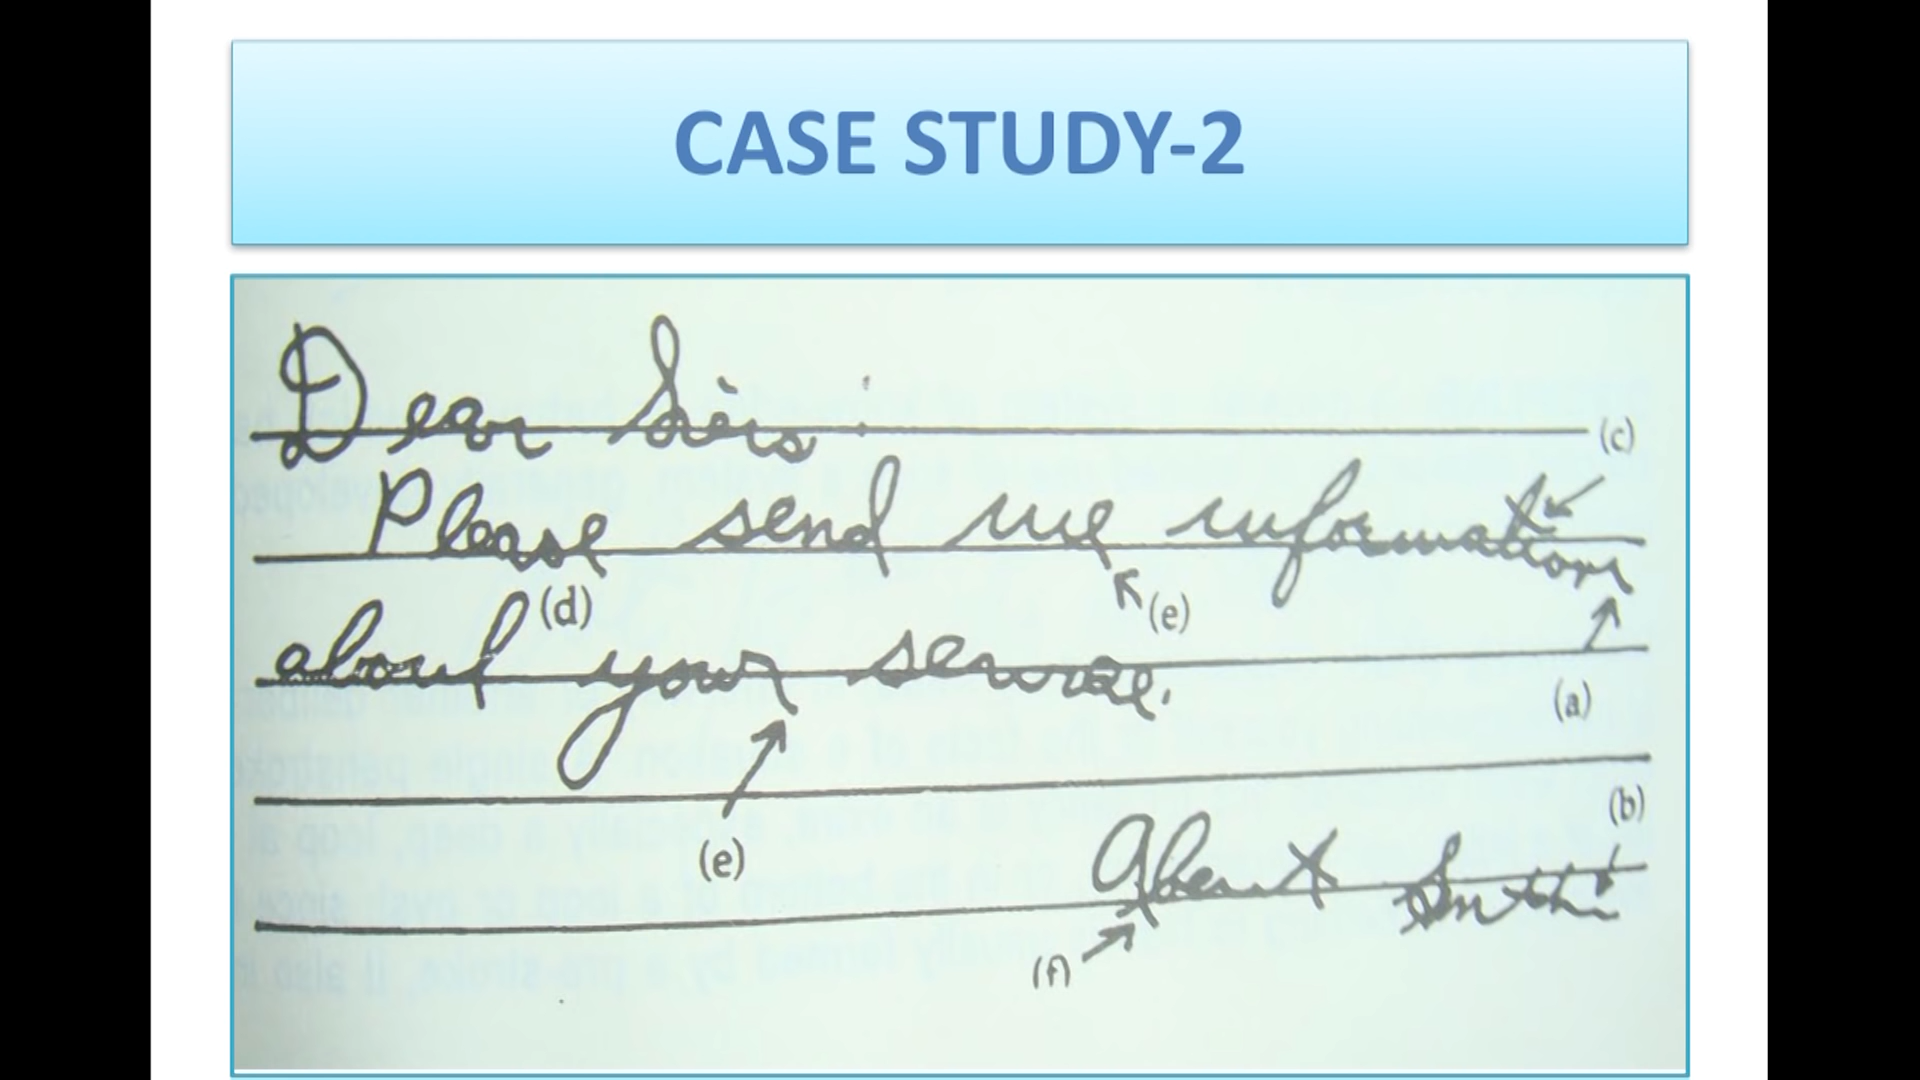 CASE STUDY-2
Dear Sirs:
(c)
Please send me information
(d)
(e)
about your service.
(a)
(b)
(e)
Albert Smith
(f)